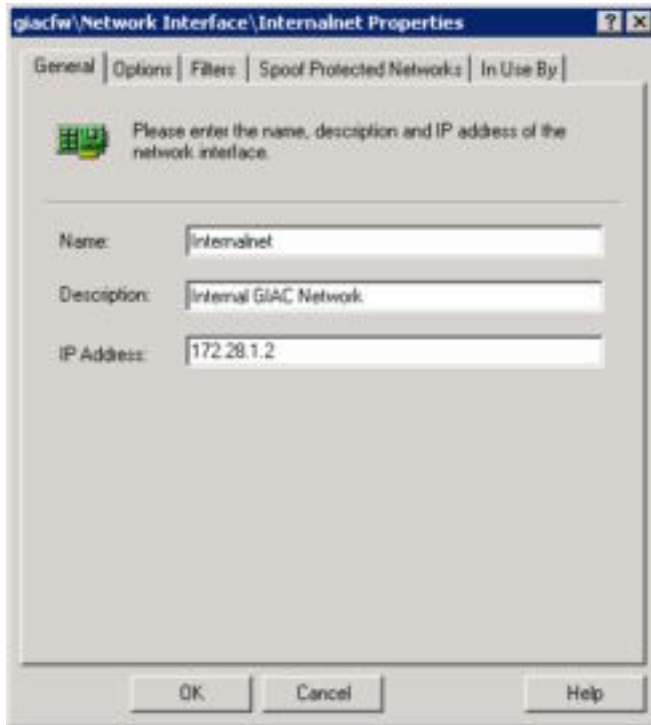 giacfw\Network Interface\Internalnet Properties
General Options Filters Spoof Protected Networks In Use By
Please enter the name, description and IP address of the
network interface.
Name: Internalnet
Description: Internal GIAC Network
IP Address: 172.28.1.2
OK Cancel Help